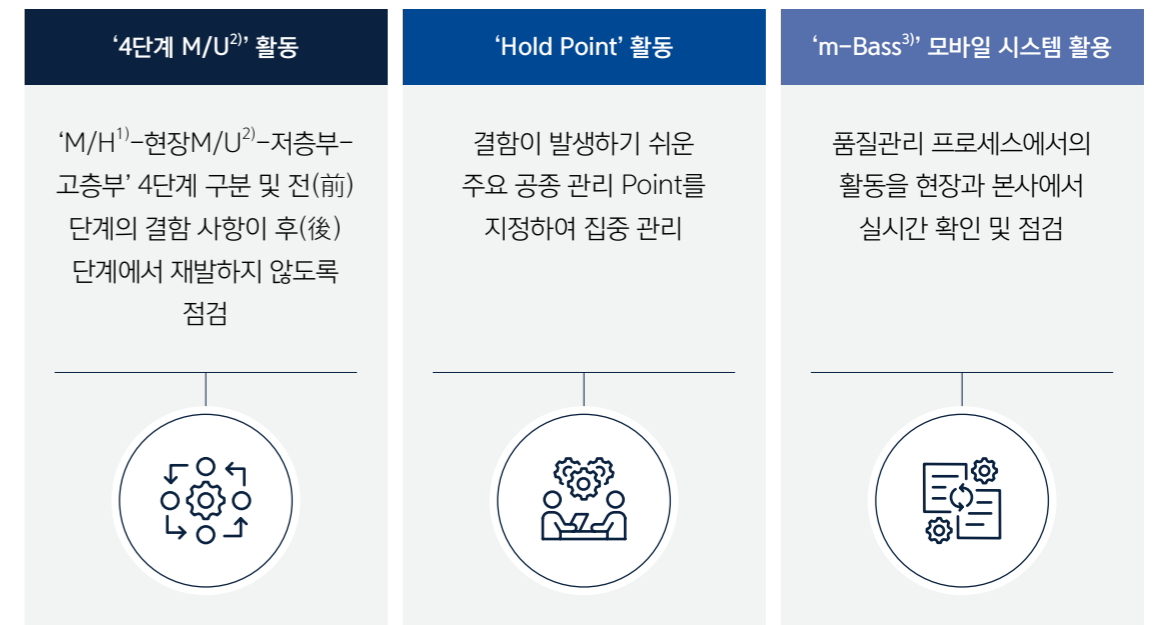 ‘4단계 M/U²⁾’ 활동
‘M/H¹⁾-현장M/U²⁾-저층부-
고층부’ 4단계 구분 및 전(前)
단계의 결함 사항이 후(後)
단계에서 재발하지 않도록
점검
‘Hold Point’ 활동
결함이 발생하기 쉬운
주요 공종 관리 Point를
지정하여 집중 관리
‘m-Bass³⁾’ 모바일 시스템 활용
품질관리 프로세스에서의
활동을 현장과 본사에서
실시간 확인 및 점검